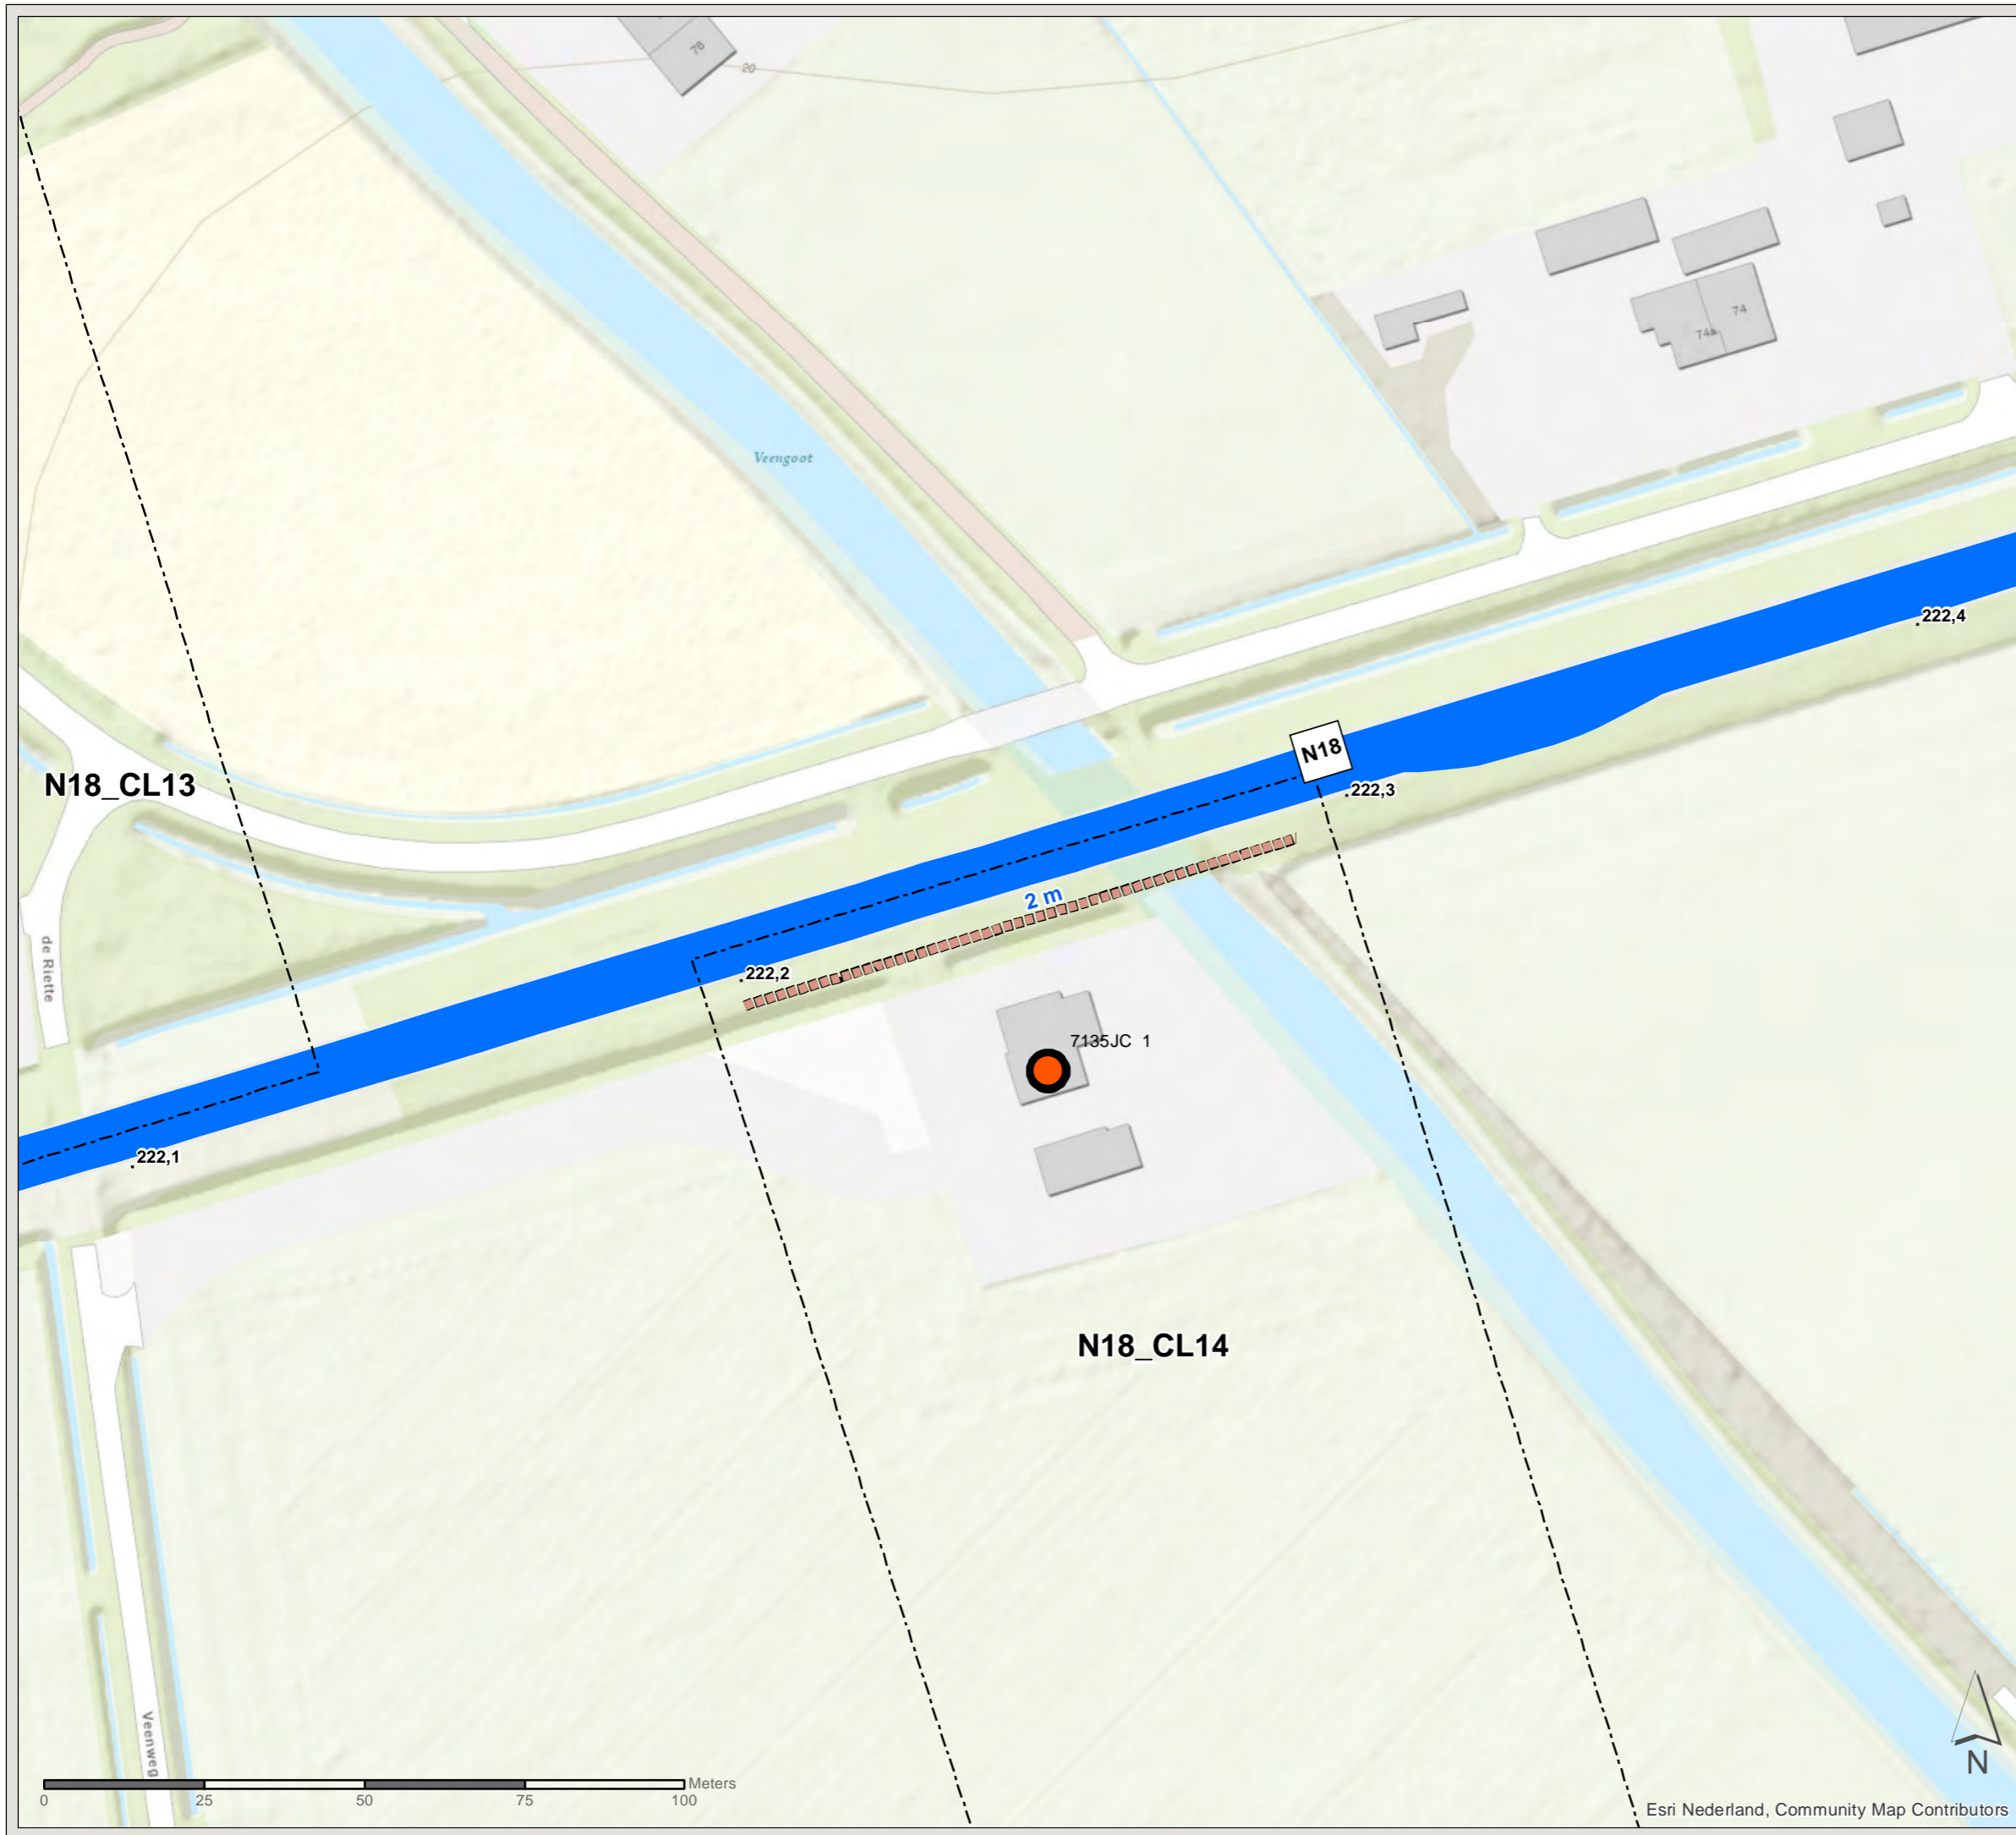 78
20
74
74a
Veengoot
222,4
N18
N18_CL13
222,3
2 m
de Riette
222,2
7135JC 1
222,1
N18_CL14
Veenweg
Meters
0 25 50 75 100
N
Esri Nederland, Community Map Contributors